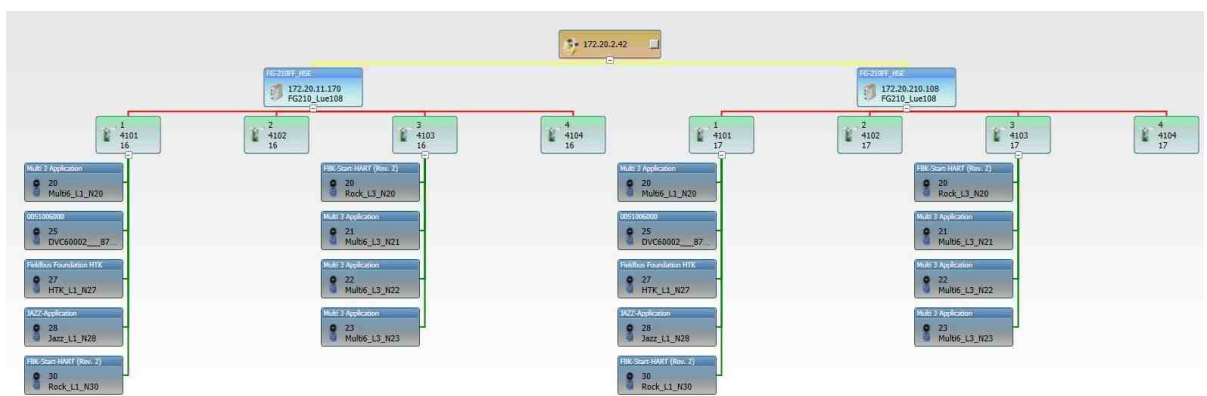 172.20.2.42
FG-210FF_HSE
172.20.11.170
FG210_Lue108
FG-210FF_HSE
172.20.210.108
FG210_Lue108
1
4101
16
2
4102
16
3
4103
16
4
4104
16
1
4101
17
2
4102
17
3
4103
17
4
4104
17
Multi 3 Application
20
Multi6_L1_N20
0051006000
25
DVC60002___87...
Fieldbus Foundation HTK
27
HTK_L1_N27
JAZZ-Application
28
Jazz_L1_N28
FBK-Start-HART (Rev. 2)
30
Rock_L1_N30
FBK-Start-HART (Rev. 2)
20
Rock_L3_N20
Multi 3 Application
21
Multi6_L3_N21
Multi 3 Application
22
Multi6_L3_N22
Multi 3 Application
23
Multi6_L3_N23
Multi 3 Application
20
Multi6_L1_N20
0051006000
25
DVC60002___87...
Fieldbus Foundation HTK
27
HTK_L1_N27
JAZZ-Application
28
Jazz_L1_N28
FBK-Start-HART (Rev. 2)
30
Rock_L1_N30
FBK-Start-HART (Rev. 2)
20
Rock_L3_N20
Multi 3 Application
21
Multi6_L3_N21
Multi 3 Application
22
Multi6_L3_N22
Multi 3 Application
23
Multi6_L3_N23